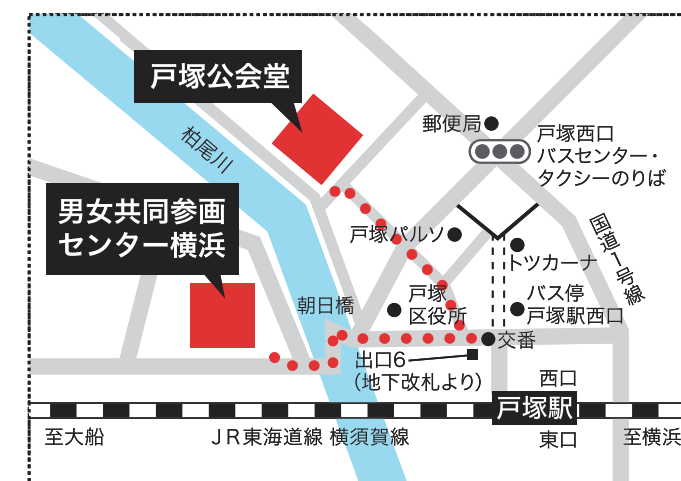 戸塚公会堂
柏尾川
郵便局
戸塚西口
バスセンター・
タクシーのりば
男女共同参画
センター横浜
戸塚パルソ
国道1号線
トツカーナ
朝日橋
戸塚
区役所
バス停
戸塚駅西口
交番
出口6
（地下改札より）
西口
戸塚駅
東口
至大船
JR東海道線 横須賀線
至横浜